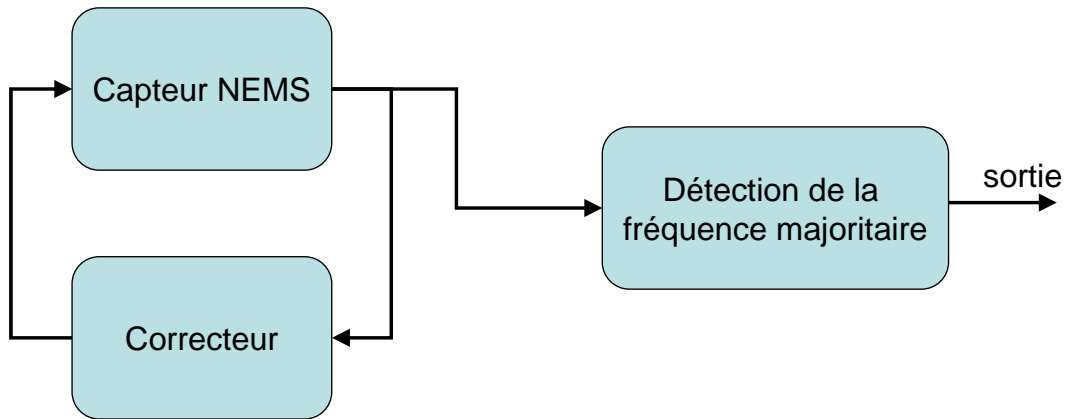 Capteur NEMS
sortie
Détection de la
fréquence majoritaire
Correcteur